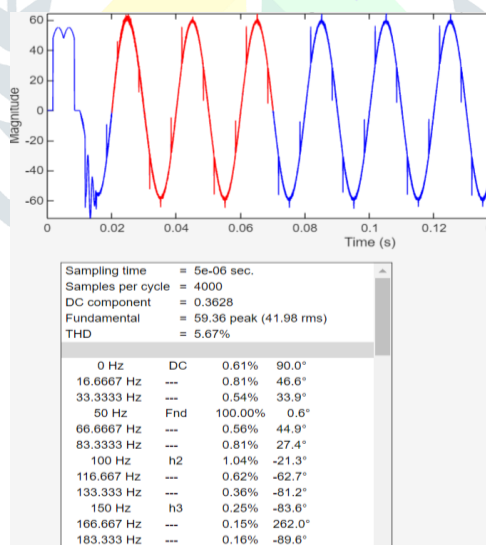 60
40
20
0
-20
-40
-60
Magnitude
0 0.02 0.04 0.06 0.08 0.1 0.12
Time (s)
Sampling time = 5e-06 sec.
Samples per cycle = 4000
DC component = 0.3628
Fundamental = 59.36 peak (41.98 rms)
THD = 5.67%
0 Hz DC 0.61% 90.0°
16.6667 Hz --- 0.81% 46.6°
33.3333 Hz --- 0.54% 33.9°
50 Hz Fnd 100.00% 0.6°
66.6667 Hz --- 0.56% 44.9°
83.3333 Hz --- 0.81% 27.4°
100 Hz h2 1.04% -21.3°
116.667 Hz --- 0.62% -62.7°
133.333 Hz --- 0.36% -81.2°
150 Hz h3 0.25% -83.6°
166.667 Hz --- 0.15% 262.0°
183.333 Hz --- 0.16% -89.6°